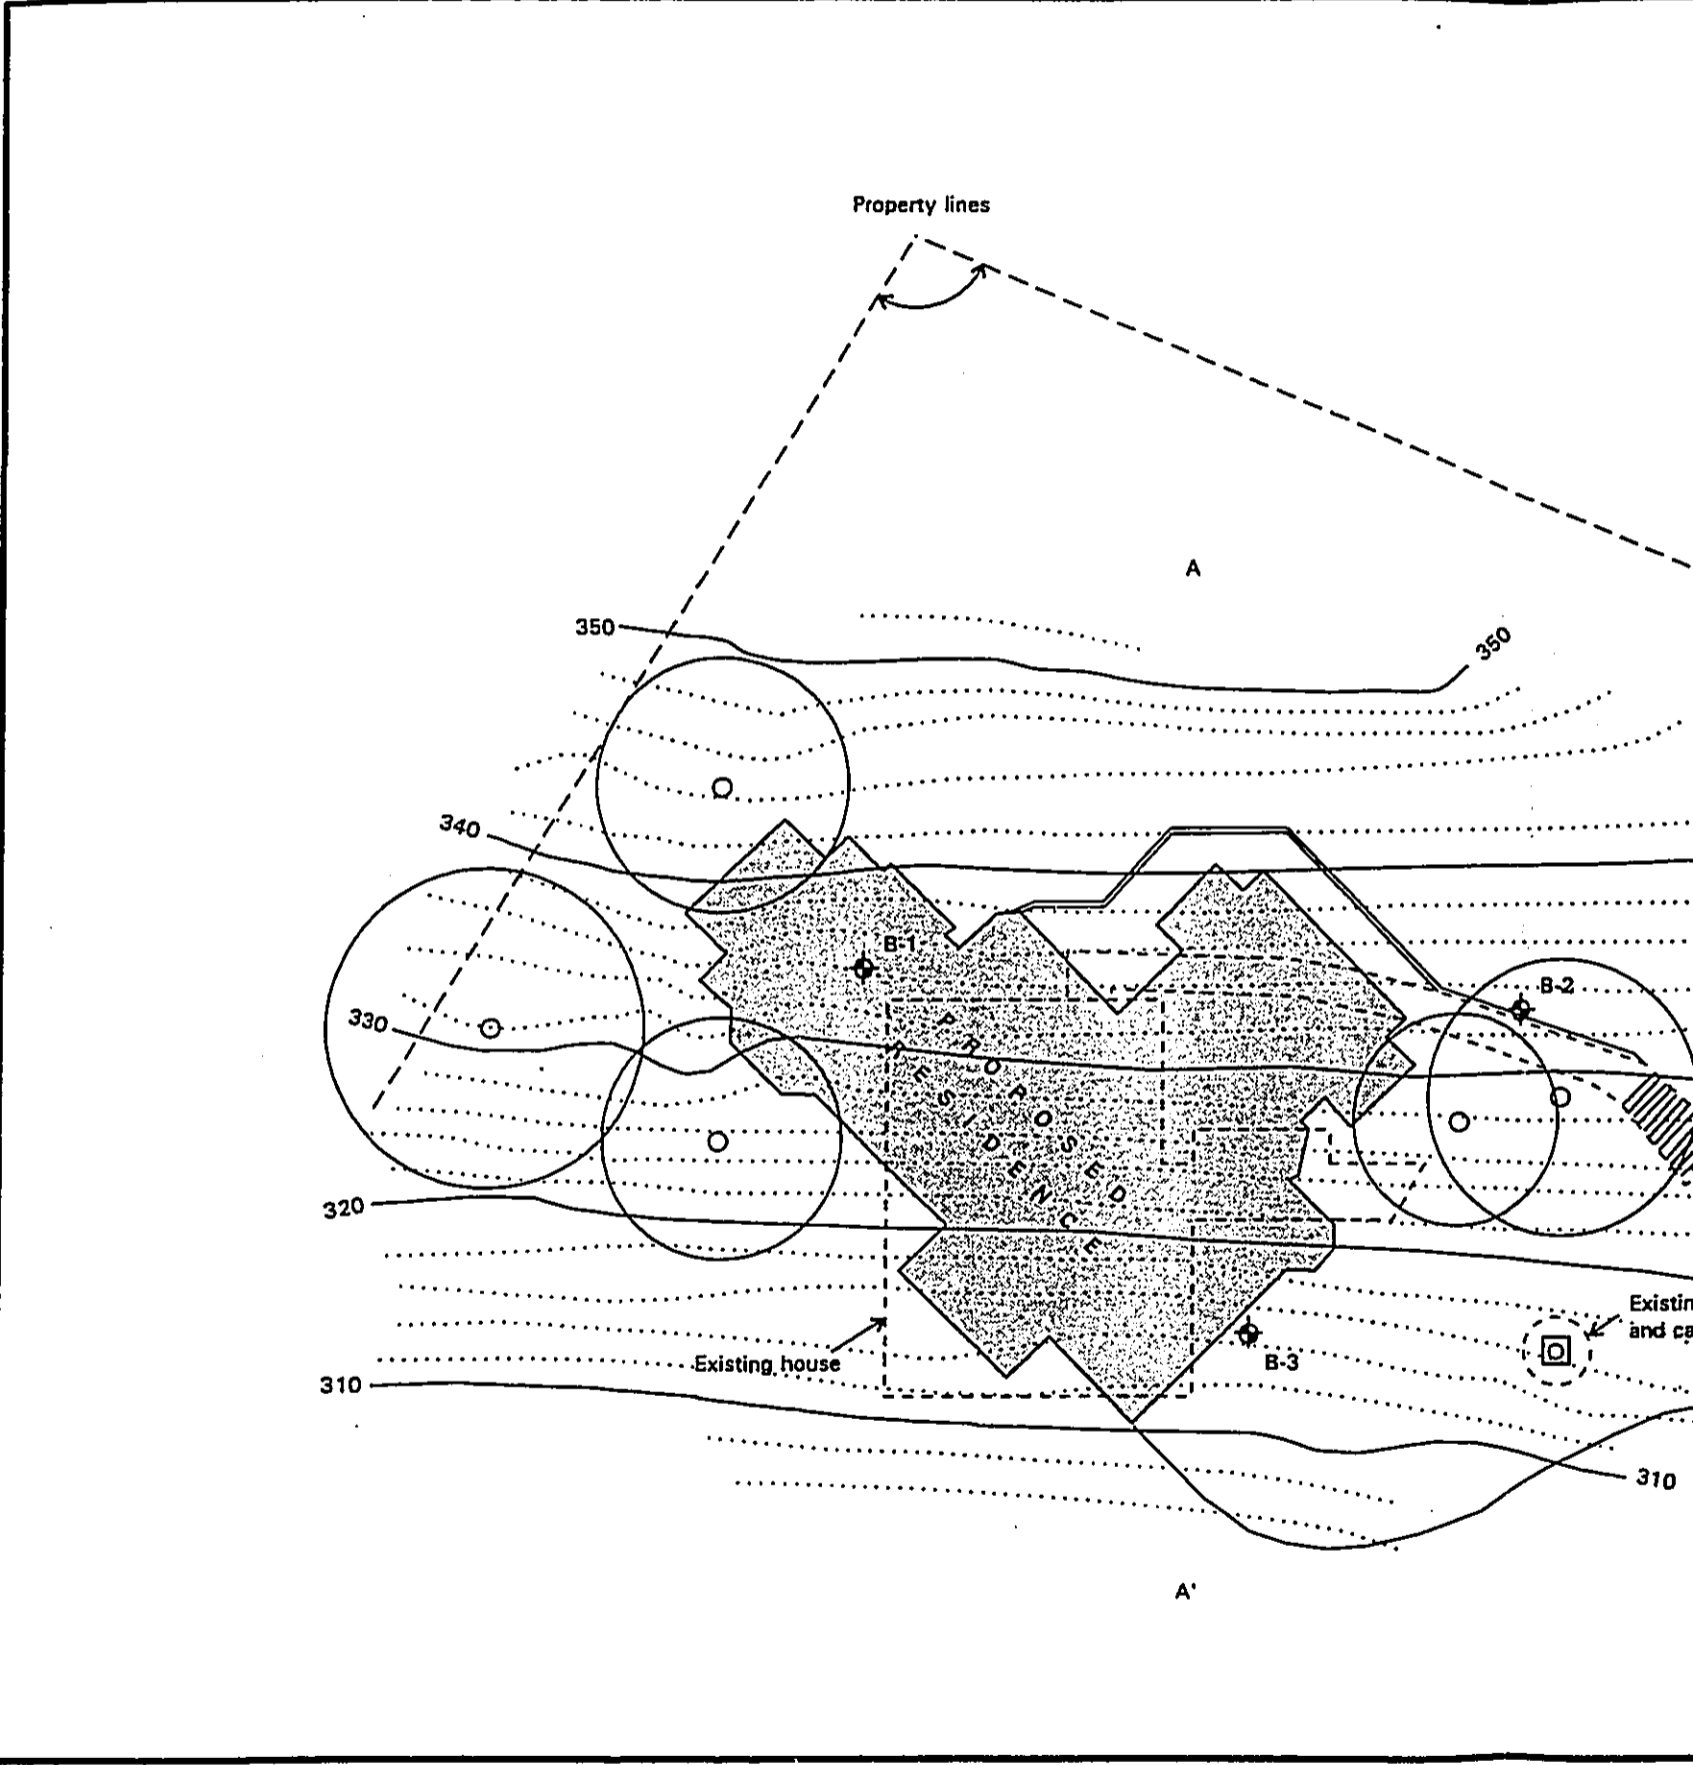 Property lines
A
350
350
340
B-1
B-2
330
PROPOSED
RESIDENCE
320
Existin
and ca
Existing house
B-3
310
310
A'